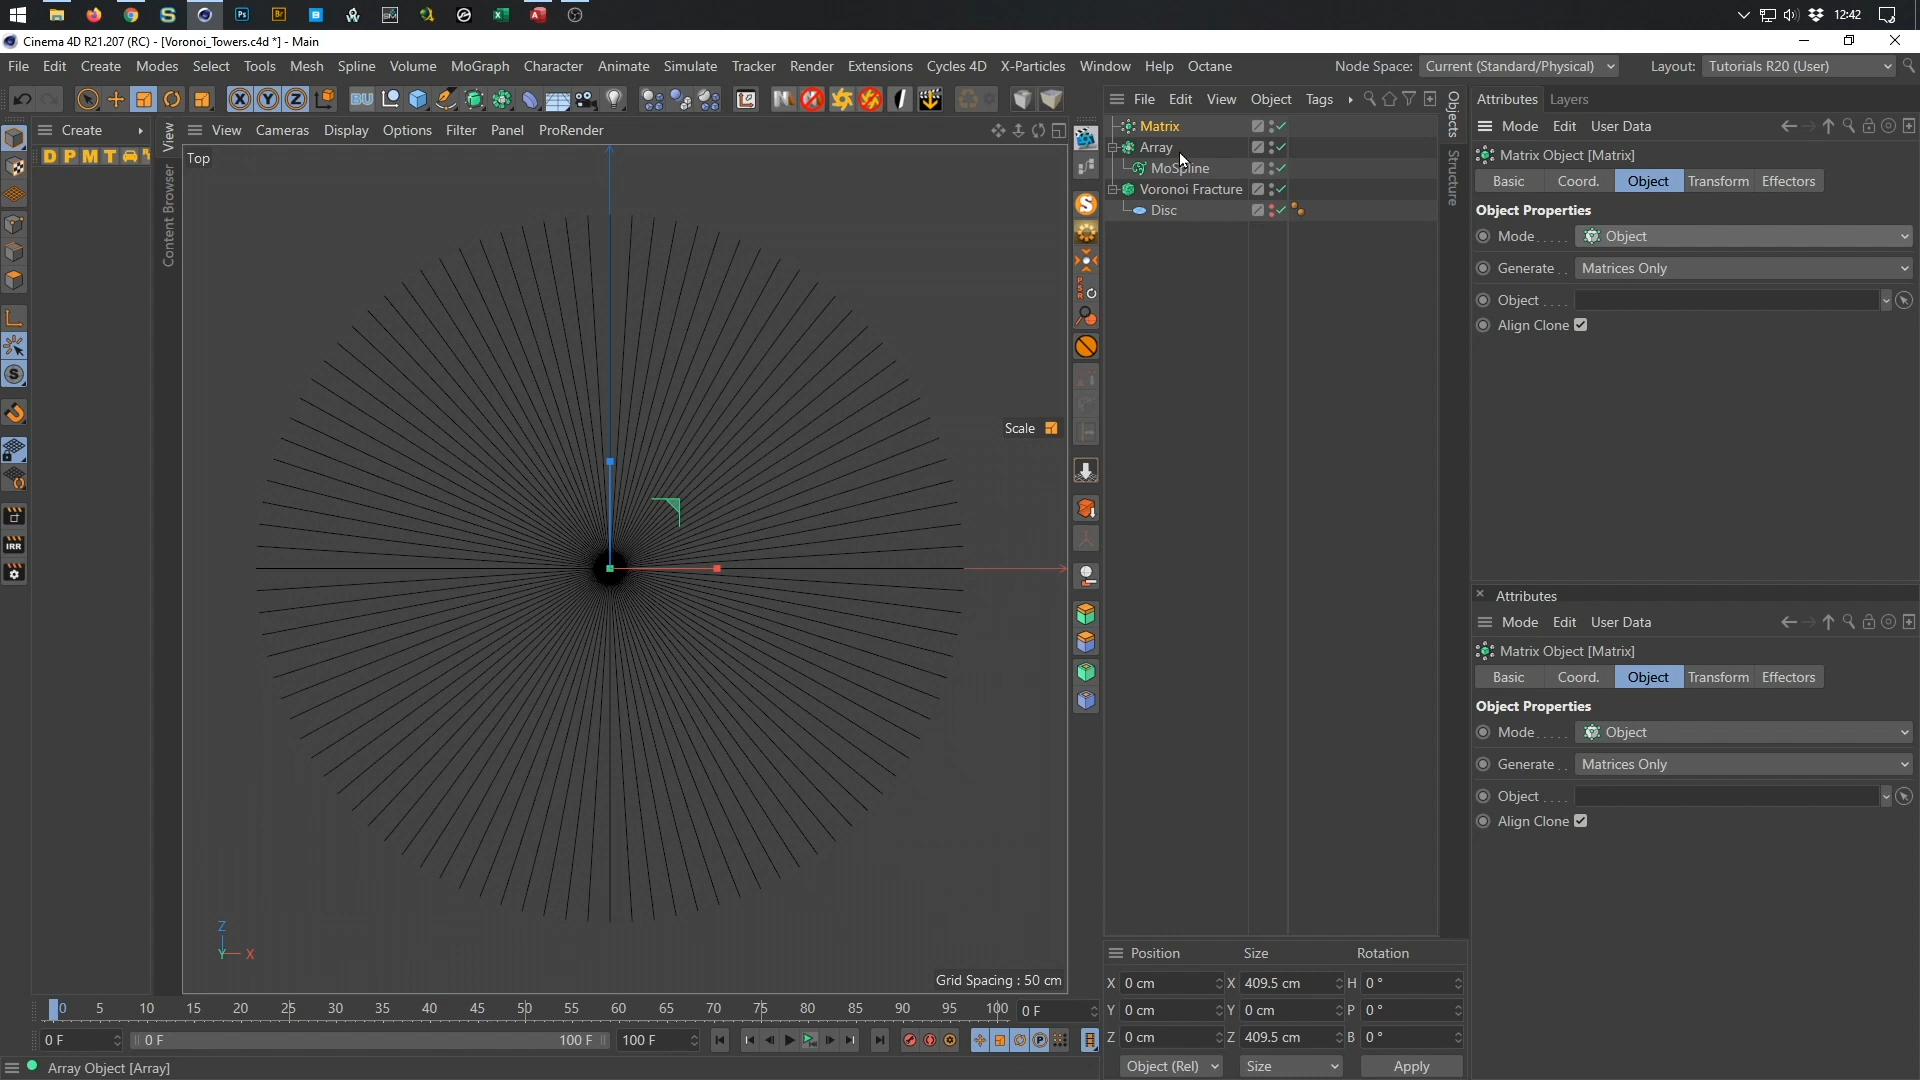 12:42
Cinema 4D R21.207 (RC) - [Voronoi_Towers.c4d *] - Main
File Edit Create Modes Select Tools Mesh Spline Volume MoGraph Character Animate Simulate Tracker Render Extensions Cycles 4D X-Particles Window Help Octane
Node Space: Current (Standard/Physical) Layout: Tutorials R20 (User)
File Edit View Object Tags
Attributes Layers
Create
View Cameras Display Options Filter Panel ProRender
Mode Edit User Data
View
Content Browser
Objects
Structure
Top
D P M T
Matrix
Array
MoSpline
Voronoi Fracture
Disc
Matrix Object [Matrix]
Basic Coord. Object Transform Effectors
Object Properties
Mode Object
Generate Matrices Only
Object
Align Clone
Scale
IRR
Attributes
Mode Edit User Data
Matrix Object [Matrix]
Basic Coord. Object Transform Effectors
Object Properties
Mode Object
Generate Matrices Only
Object
Align Clone
Z
Y X
Grid Spacing : 50 cm
Position Size Rotation
X 0 cm X 409.5 cm H 0 °
Y 0 cm Y 0 cm P 0 °
Z 0 cm Z 409.5 cm B 0 °
Object (Rel) Size Apply
0 5 10 15 20 25 30 35 40 45 50 55 60 65 70 75 80 85 90 95 100 0 F
0 F 0 F 100 F 100 F
Array Object [Array]